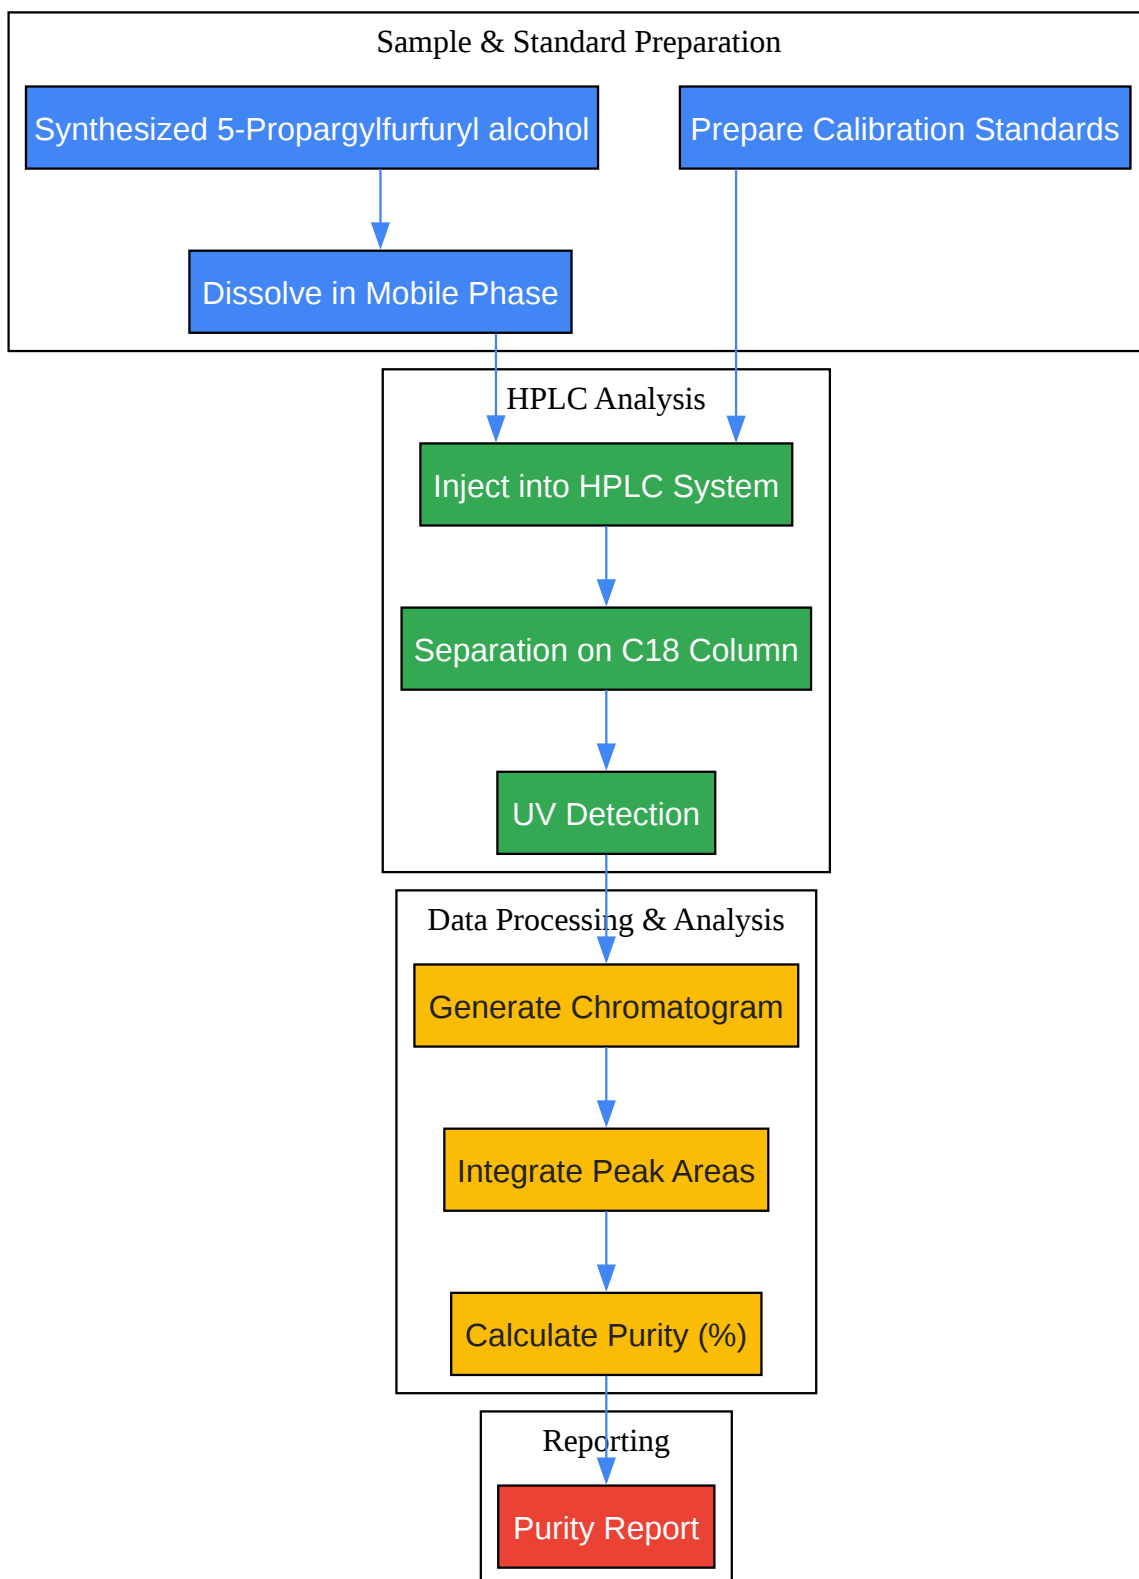 Sample & Standard Preparation
Synthesized 5-Propargylfurfuryl alcohol
Prepare Calibration Standards
Dissolve in Mobile Phase
HPLC Analysis
Inject into HPLC System
Separation on C18 Column
UV Detection
Data Processing & Analysis
Generate Chromatogram
Integrate Peak Areas
Calculate Purity (%)
Reporting
Purity Report